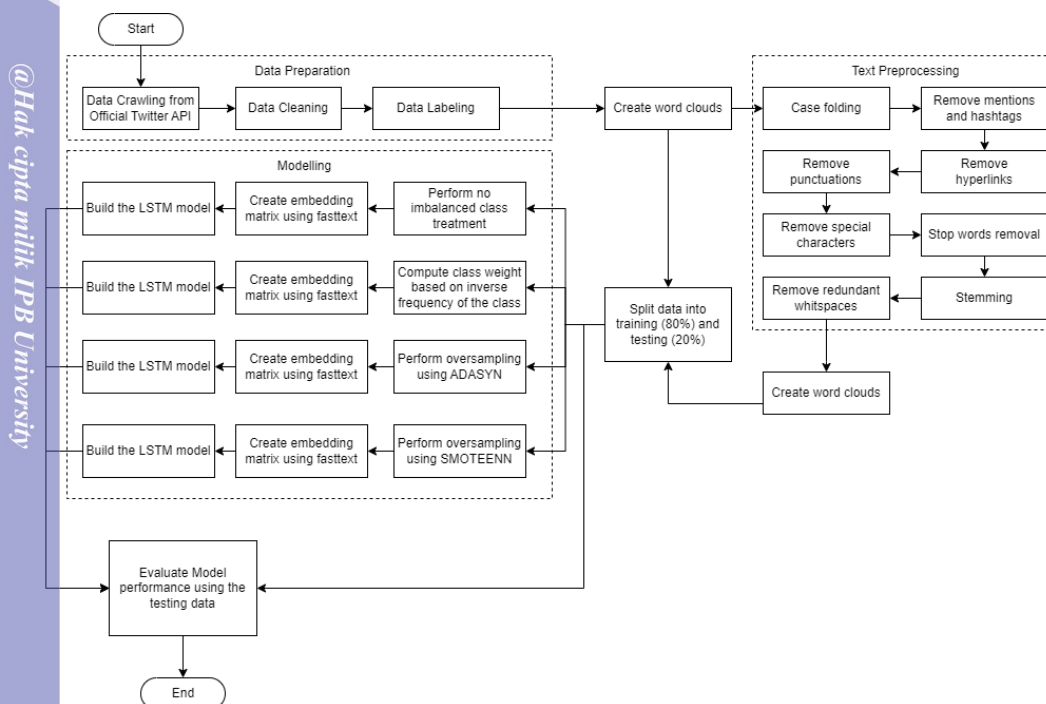 @Hak cipta milik IPB University
Start
Data Preparation
Data Crawling from
Official Twitter API
Data Cleaning
Data Labeling
Create word clouds
Text Preprocessing
Case folding
Remove mentions
and hashtags
Remove
punctuations
Remove
hyperlinks
Remove special
characters
Stop words removal
Remove redundant
whitspaces
Stemming
Create word clouds
Split data into
training (80%) and
testing (20%)
Modelling
Build the LSTM model
Create embedding
matrix using fasttext
Perform no
imbalanced class
treatment
Build the LSTM model
Create embedding
matrix using fasttext
Compute class weight
based on inverse
frequency of the class
Build the LSTM model
Create embedding
matrix using fasttext
Perform oversampling
using ADASYN
Build the LSTM model
Create embedding
matrix using fasttext
Perform oversampling
using SMOTEENN
Evaluate Model
performance using the
testing data
End